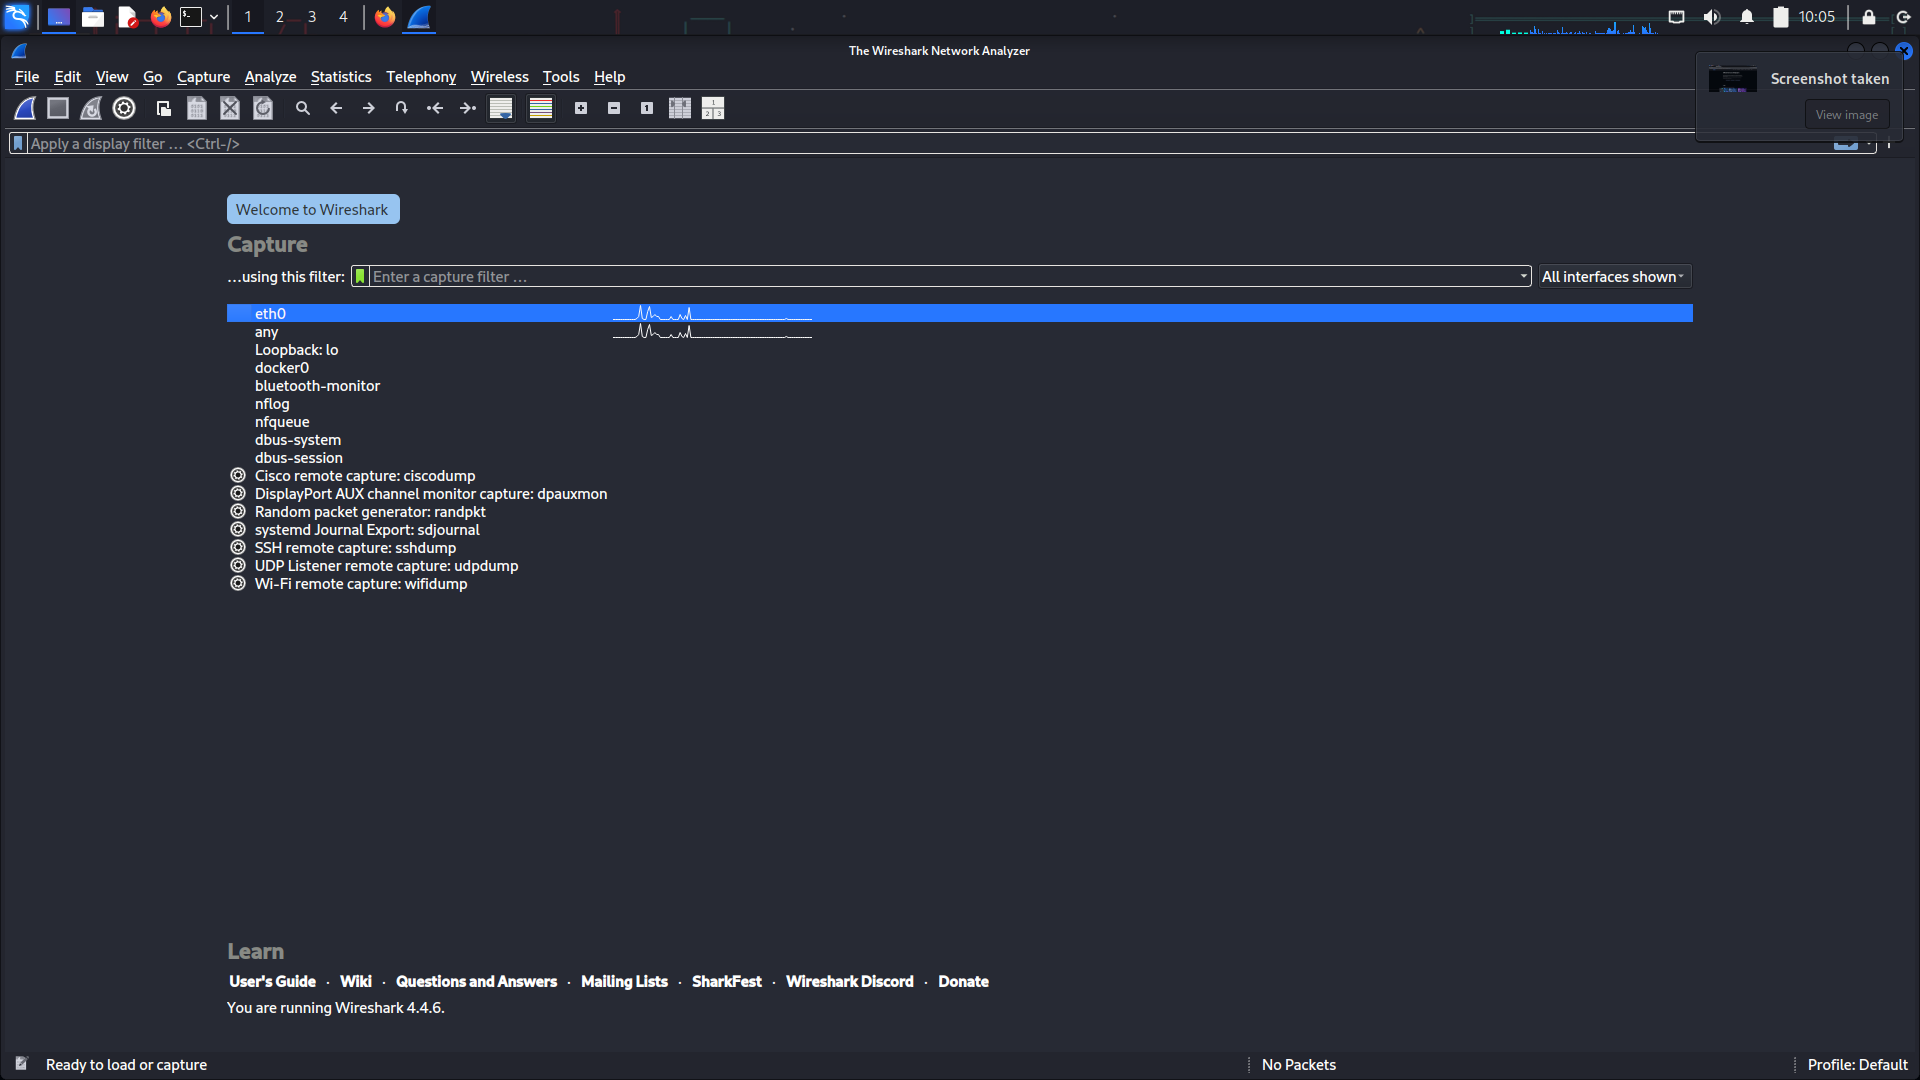 1 2 3 4 10:05
The Wireshark Network Analyzer
File Edit View Go Capture Analyze Statistics Telephony Wireless Tools Help
Screenshot taken
View image
Apply a display filter … <Ctrl-/>
Welcome to Wireshark
Capture
…using this filter: Enter a capture filter … All interfaces shown
eth0
any
Loopback: lo
docker0
bluetooth-monitor
nflog
nfqueue
dbus-system
dbus-session
Cisco remote capture: ciscodump
DisplayPort AUX channel monitor capture: dpauxmon
Random packet generator: randpkt
systemd Journal Export: sdjournal
SSH remote capture: sshdump
UDP Listener remote capture: udpdump
Wi-Fi remote capture: wifidump
Learn
User's Guide · Wiki · Questions and Answers · Mailing Lists · SharkFest · Wireshark Discord · Donate
You are running Wireshark 4.4.6.
Ready to load or capture No Packets Profile: Default